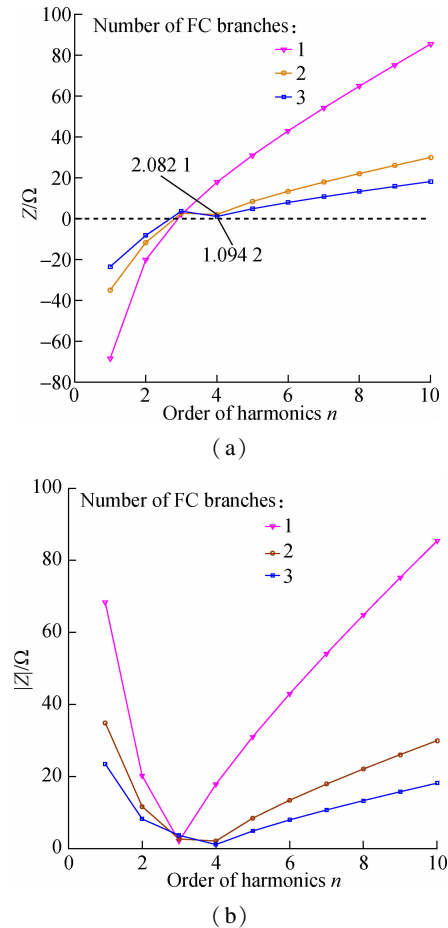 100
Number of FC branches:
80
1
2
60
3
40
2.082 1
20
Z/Ω
0
−20
1.094 2
−40
−60
−80
0 2 4 6 8 10
Order of harmonics n
(a)
100
Number of FC branches:
1
80
2
3
60
|Z|/Ω
40
20
0
0 2 4 6 8 10
Order of harmonics n
(b)